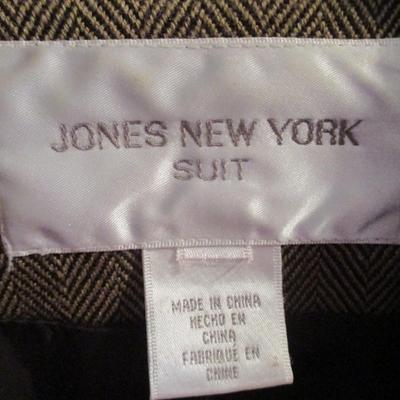 JONES NEW YORK
SUIT
MADE IN CHINA
HECHO EN
CHINA
FABRIQUE EN
CHINE